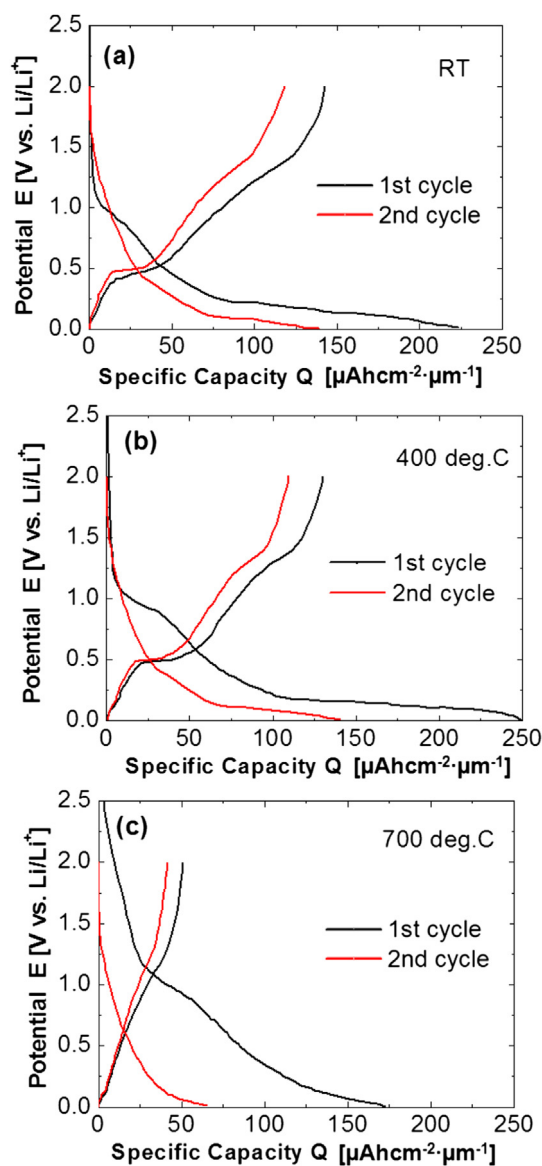 (a)
RT
2.5
2.0
1.5
1.0
0.5
0.0
1st cycle
2nd cycle
Potential E [V vs. Li/Li⁺]
0 50 100 150 200 250
Specific Capacity Q [µAhcm⁻²·µm⁻¹]
(b)
400 deg.C
2.5
2.0
1.5
1.0
0.5
0.0
1st cycle
2nd cycle
Potential E [V vs. Li/Li⁺]
0 50 100 150 200 250
Specific Capacity Q [µAhcm⁻²·µm⁻¹]
(c)
700 deg.C
2.5
2.0
1.5
1.0
0.5
0.0
1st cycle
2nd cycle
Potential E [V vs. Li/Li⁺]
0 50 100 150 200 250
Specific Capacity Q [µAhcm⁻²·µm⁻¹]